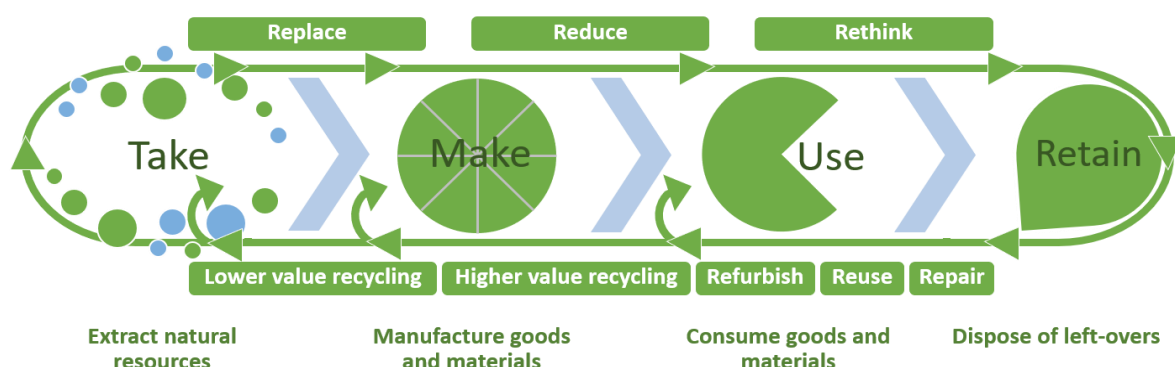 Replace
Reduce
Rethink
Take
Make
Use
Retain
Lower value recycling
Higher value recycling
Refurbish
Reuse
Repair
Extract natural
resources
Manufacture goods
and materials
Consume goods and
materials
Dispose of left-overs